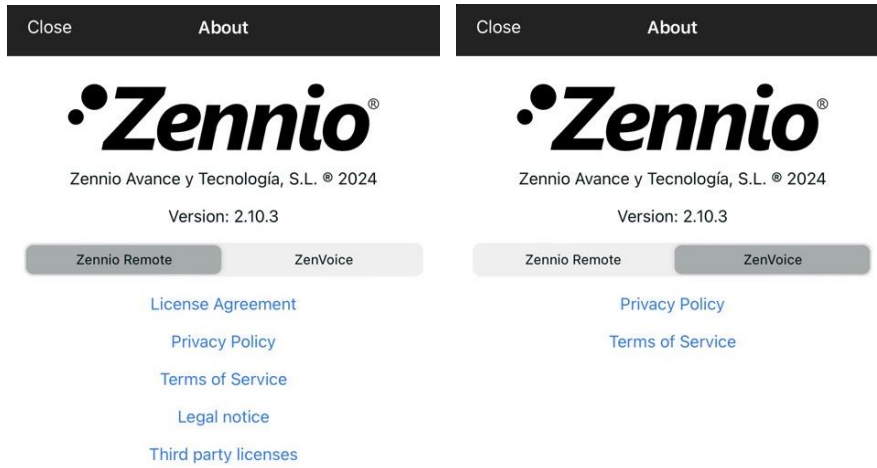 Close About
Zennio®
Zennio Avance y Tecnología, S.L. ® 2024
Version: 2.10.3
Zennio Remote ZenVoice
License Agreement
Privacy Policy
Terms of Service
Legal notice
Third party licenses
Close About
Zennio®
Zennio Avance y Tecnología, S.L. ® 2024
Version: 2.10.3
Zennio Remote ZenVoice
Privacy Policy
Terms of Service